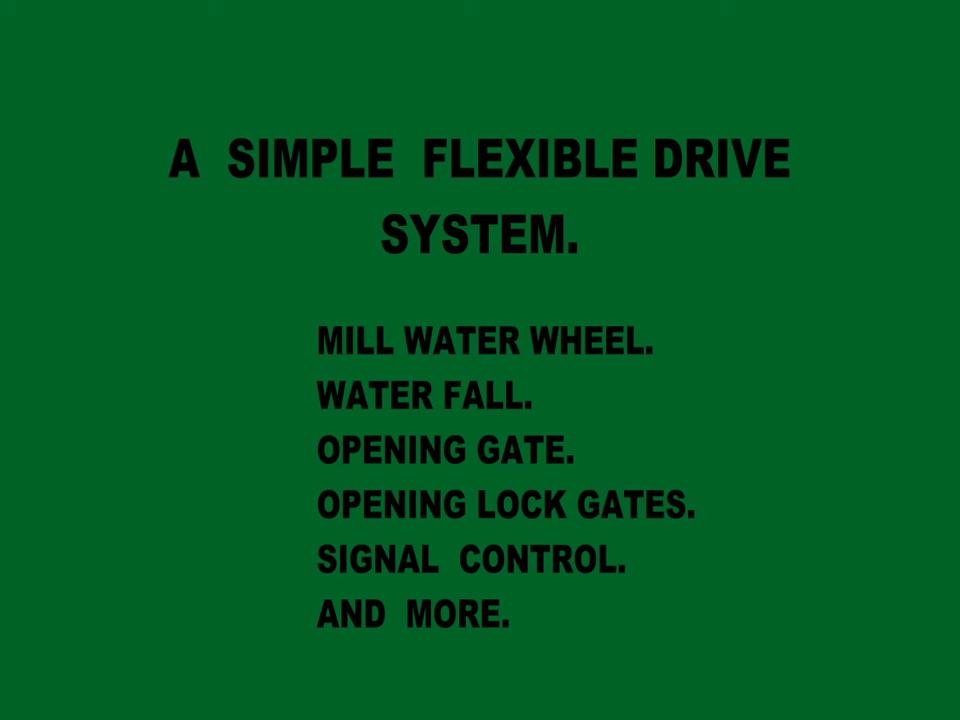 A SIMPLE FLEXIBLE DRIVE
SYSTEM.
MILL WATER WHEEL.
WATER FALL.
OPENING GATE.
OPENING LOCK GATES.
SIGNAL CONTROL.
AND MORE.